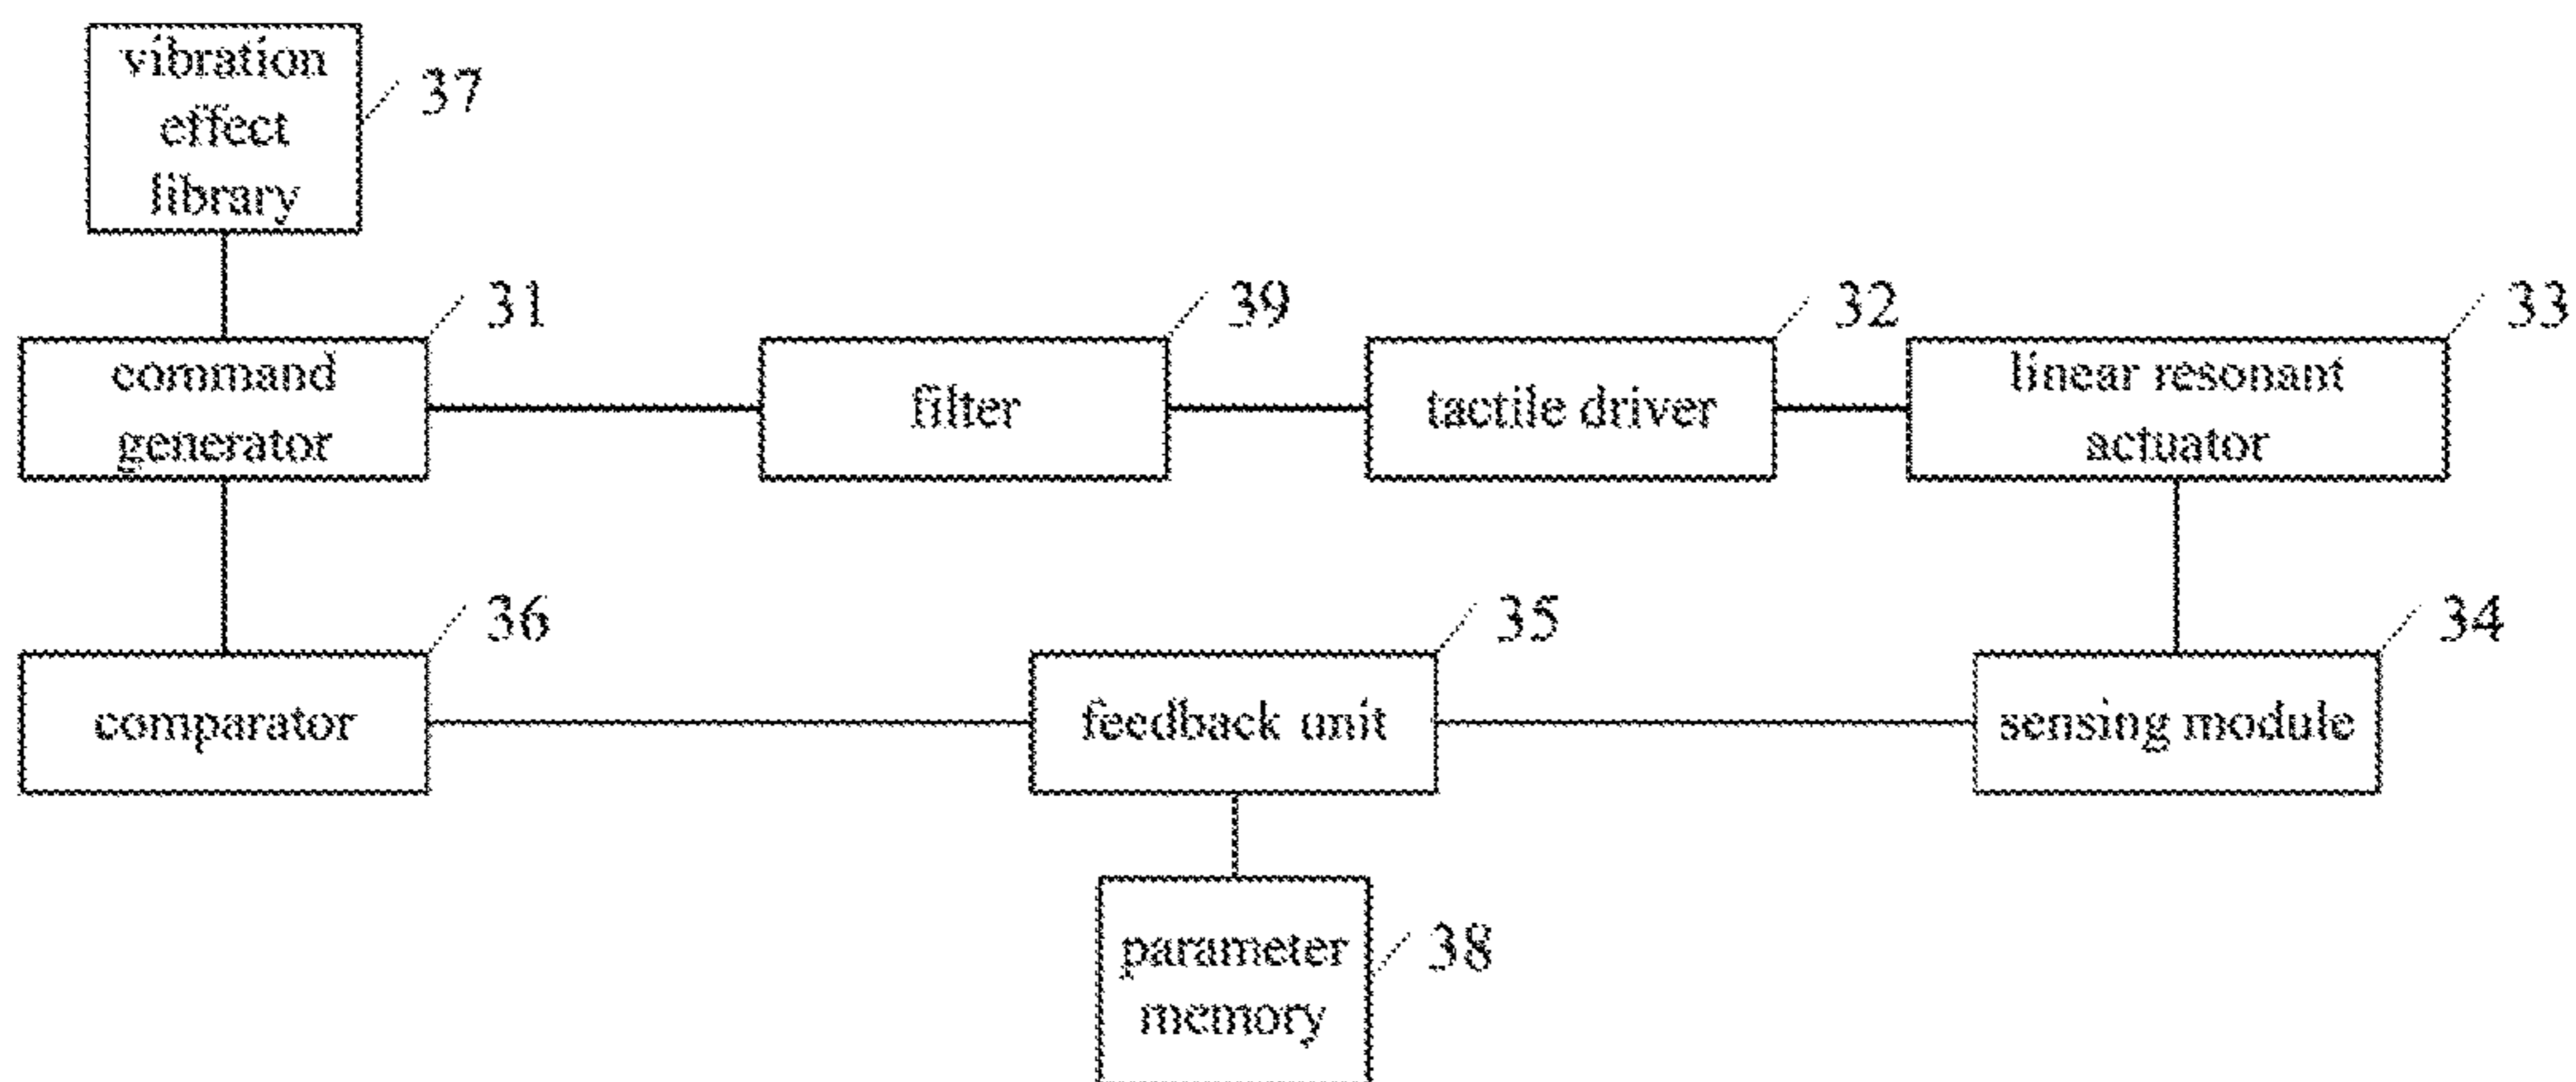 vibration
effect
library
37
31
command
generator
39
filter
32
tactile driver
33
linear resonant
actuator
36
comparator
35
feedback unit
34
sensing module
parameter
memory
38